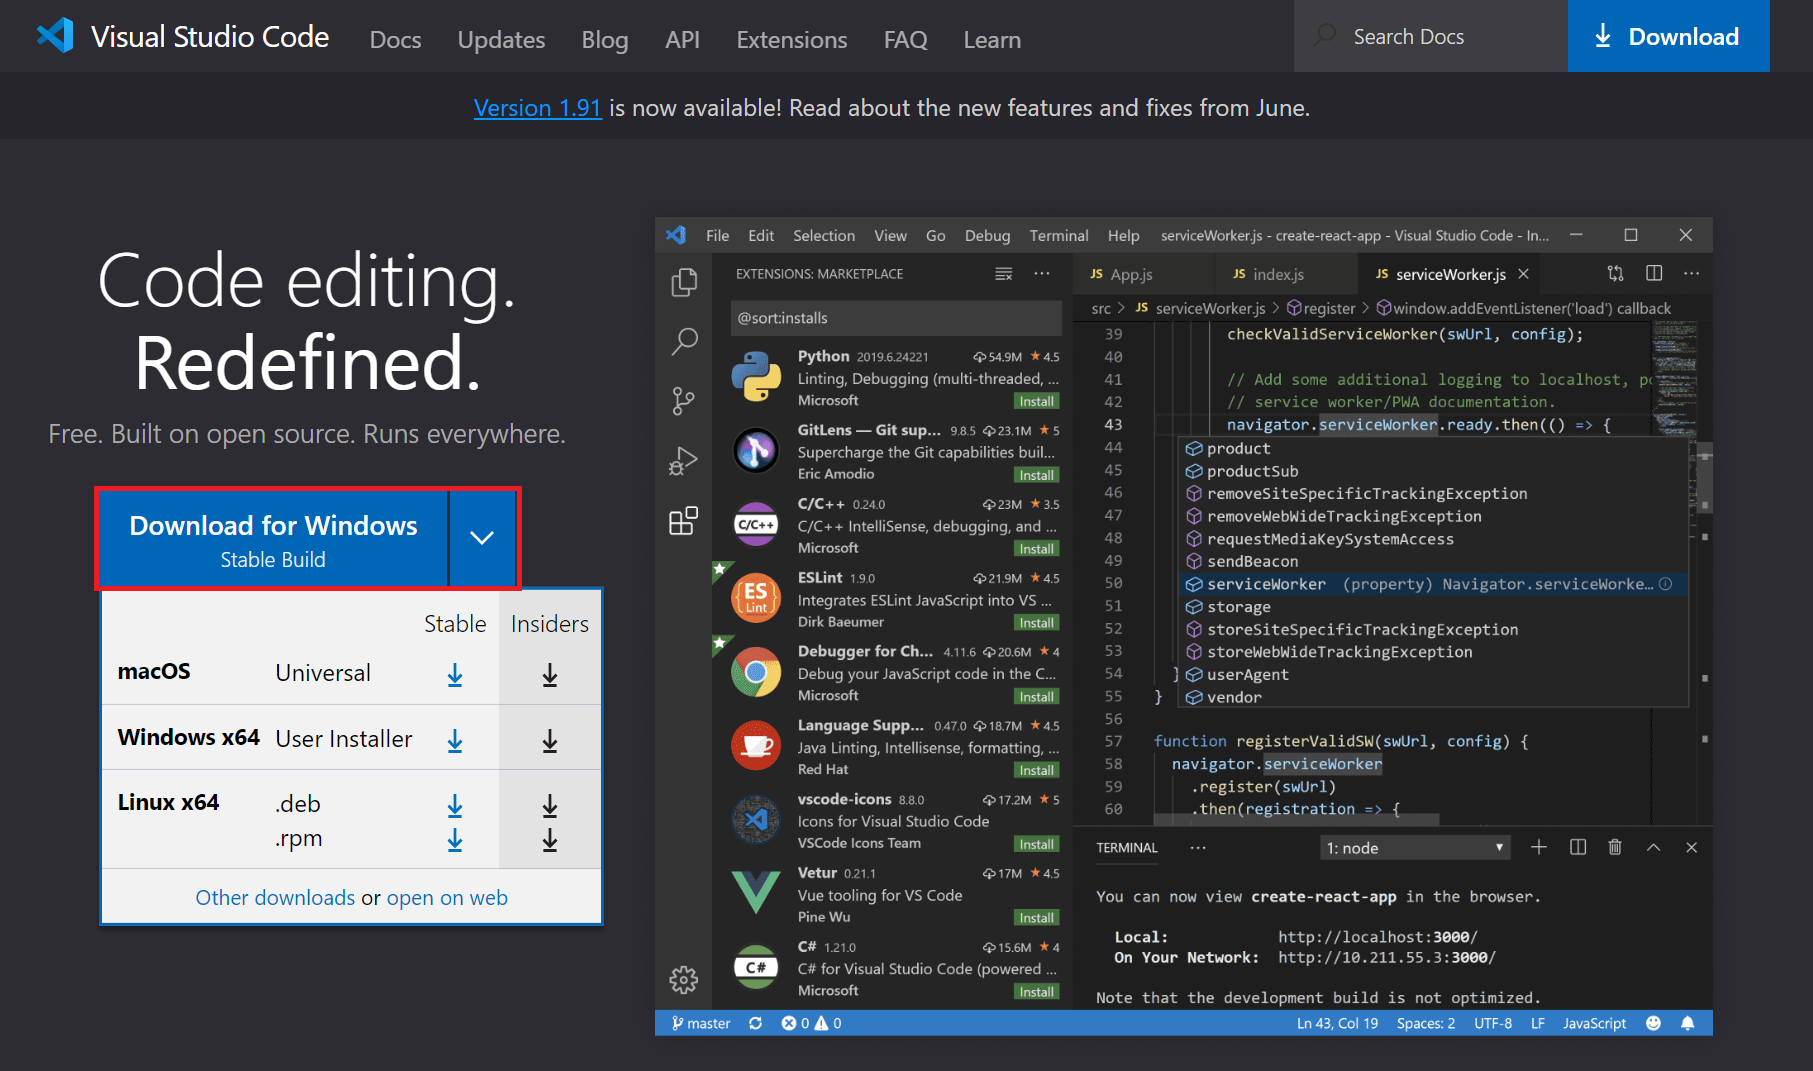 Visual Studio Code Docs Updates Blog API Extensions FAQ Learn Search Docs Download
Version 1.91 is now available! Read about the new features and fixes from June.
Code editing.
Redefined.
Free. Built on open source. Runs everywhere.
Download for Windows
Stable Build
Stable Insiders
macOS Universal
Windows x64 User Installer
Linux x64 .deb
.rpm
Other downloads or open on web
File Edit Selection View Go Debug Terminal Help serviceWorker.js - create-react-app - Visual Studio Code - In...
EXTENSIONS: MARKETPLACE ···
@sort:installs
Python 2019.6.24221 54.9M ★ 4.5
Linting, Debugging (multi-threaded, ...
Microsoft Install
GitLens — Git sup... 9.8.5 23.1M ★ 5
Supercharge the Git capabilities buil...
Eric Amodio Install
C/C++
C/C++ 0.24.0 23M ★ 3.5
C/C++ IntelliSense, debugging, and ...
Microsoft Install
ES
Lint
ESLint 1.9.0 21.9M ★ 4.5
Integrates ESLint JavaScript into VS ...
Dirk Baeumer Install
Debugger for Ch... 4.11.6 20.6M ★ 4
Debug your JavaScript code in the C...
Microsoft Install
Language Supp... 0.47.0 18.7M ★ 4.5
Java Linting, Intellisense, formatting, ...
Red Hat Install
vscode-icons 8.8.0 17.2M ★ 5
Icons for Visual Studio Code
VSCode Icons Team Install
Vetur 0.21.1 17M ★ 4.5
Vue tooling for VS Code
Pine Wu Install
C#
C# 1.21.0 15.6M ★ 4
C# for Visual Studio Code (powered ...
Microsoft Install
JS App.js JS index.js JS serviceWorker.js ···
src > JS serviceWorker.js > register > window.addEventListener('load') callback
39 checkValidServiceWorker(swUrl, config);
40
41 // Add some additional logging to localhost, po
42 // service worker/PWA documentation.
43 navigator.serviceWorker.ready.then(() => {
44 product
45 productSub
46 removeSiteSpecificTrackingException
47 removeWebWideTrackingException
48 requestMediaKeySystemAccess
49 sendBeacon
50 serviceWorker (property) Navigator.serviceWorke...
51 storage
52 storeSiteSpecificTrackingException
53 storeWebWideTrackingException
54 } userAgent
55 } vendor
56
57 function registerValidSW(swUrl, config) {
58 navigator.serviceWorker
59 .register(swUrl)
60 .then(registration => {
TERMINAL ··· 1: node
You can now view create-react-app in the browser.
Local: http://localhost:3000/
On Your Network: http://10.211.55.3:3000/
Note that the development build is not optimized.
master 0 0 Ln 43, Col 19 Spaces: 2 UTF-8 LF JavaScript